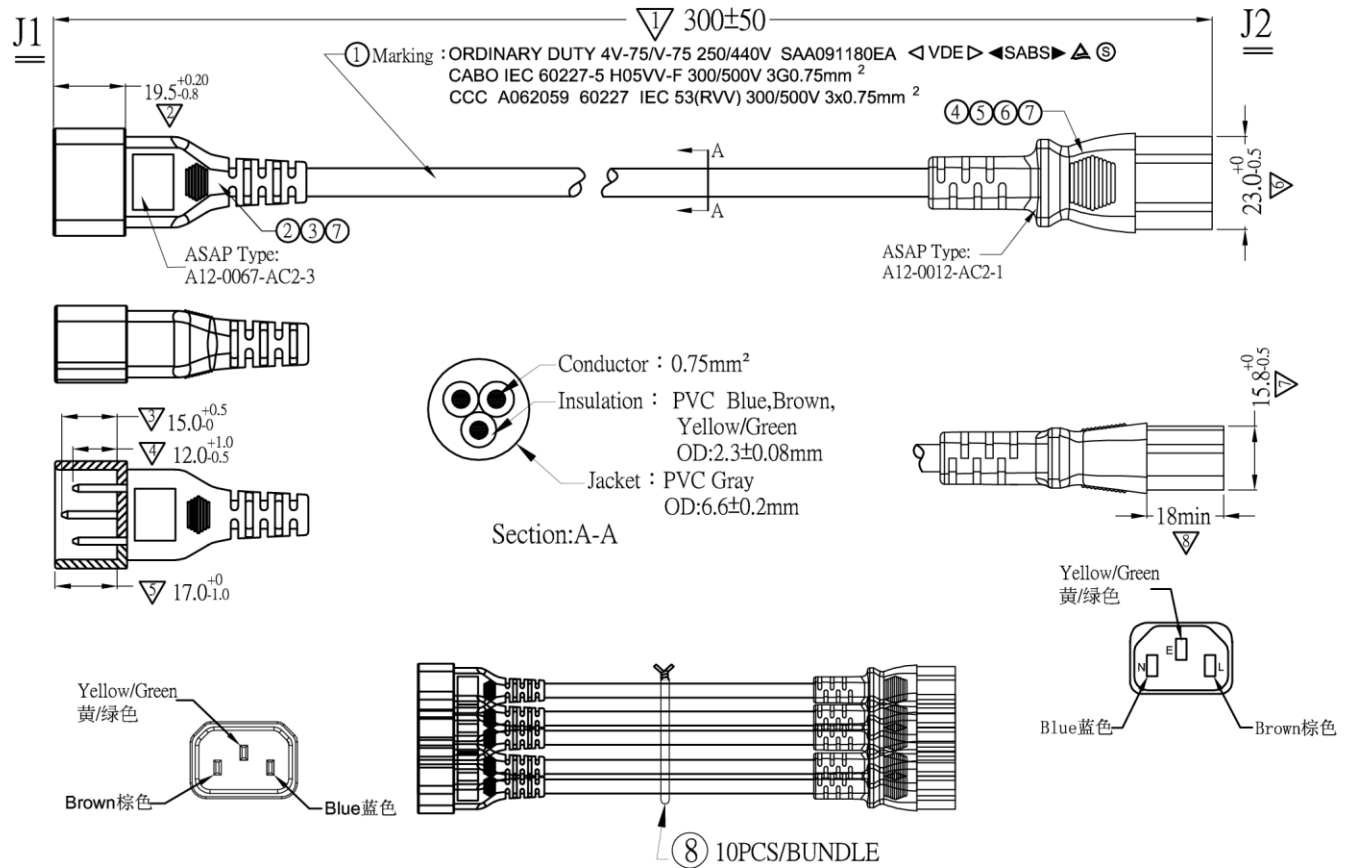 J1
1 300±50
J2
① Marking : ORDINARY DUTY 4V-75/V-75 250/440V SAA091180EA ◁ VDE ▷ ◀SABS▶ Ⓢ
CABO IEC 60227-5 H05VV-F 300/500V 3G0.75mm ²
CCC A062059 60227 IEC 53(RVV) 300/500V 3x0.75mm ²
19.5 +0.20 -0.8
2
④⑤⑥⑦
A
A
23.0 +0 -0.5
6
②③⑦
ASAP Type:
A12-0067-AC2-3
ASAP Type:
A12-0012-AC2-1
Conductor : 0.75mm²
Insulation : PVC Blue,Brown,
Yellow/Green
OD:2.3±0.08mm
Jacket : PVC Gray
OD:6.6±0.2mm
Section:A-A
3 15.0 +0.5 -0
4 12.0 +1.0 -0.5
5 17.0 +0 -1.0
15.8 +0 -0.5
7
18min
8
Yellow/Green
黄/绿色
E
N
L
Blue蓝色
Brown棕色
Yellow/Green
黄/绿色
Brown棕色
Blue蓝色
⑧ 10PCS/BUNDLE